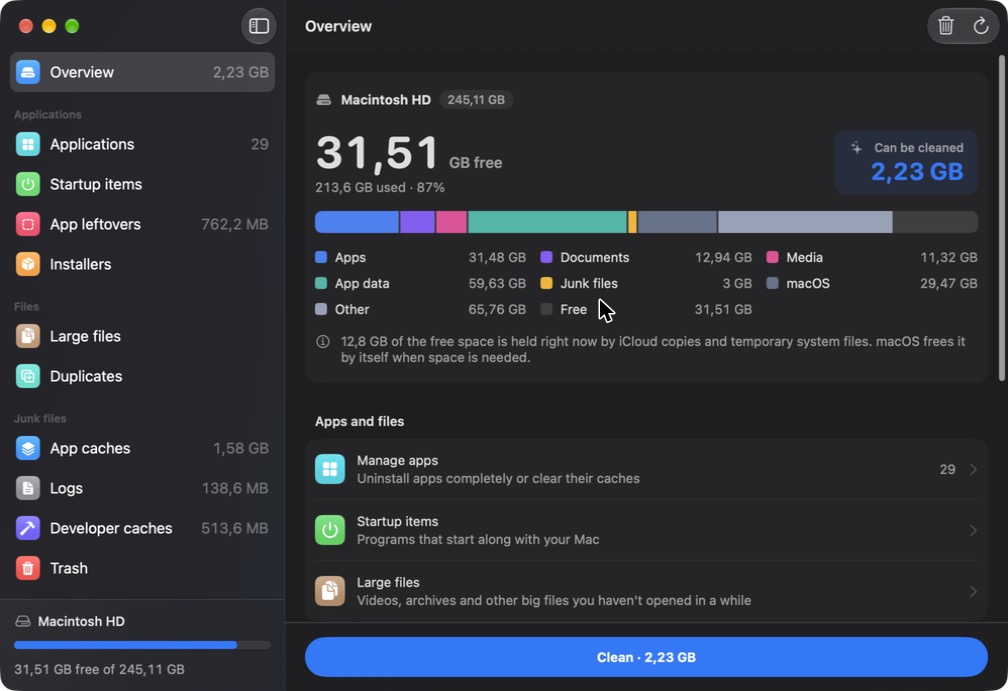 Overview 2,23 GB
Applications
Applications 29
Startup items
App leftovers 762,2 MB
Installers
Files
Large files
Duplicates
Junk files
App caches 1,58 GB
Logs 138,6 MB
Developer caches 513,6 MB
Trash
Macintosh HD
31,51 GB free of 245,11 GB
Overview
Macintosh HD 245,11 GB
31,51 GB free
213,6 GB used · 87%
Can be cleaned
2,23 GB
Apps 31,48 GB Documents 12,94 GB Media 11,32 GB
App data 59,63 GB Junk files 3 GB macOS 29,47 GB
Other 65,76 GB Free 31,51 GB
12,8 GB of the free space is held right now by iCloud copies and temporary system files. macOS frees it
by itself when space is needed.
Apps and files
Manage apps 29
Uninstall apps completely or clear their caches
Startup items
Programs that start along with your Mac
Large files
Videos, archives and other big files you haven't opened in a while
Clean · 2,23 GB